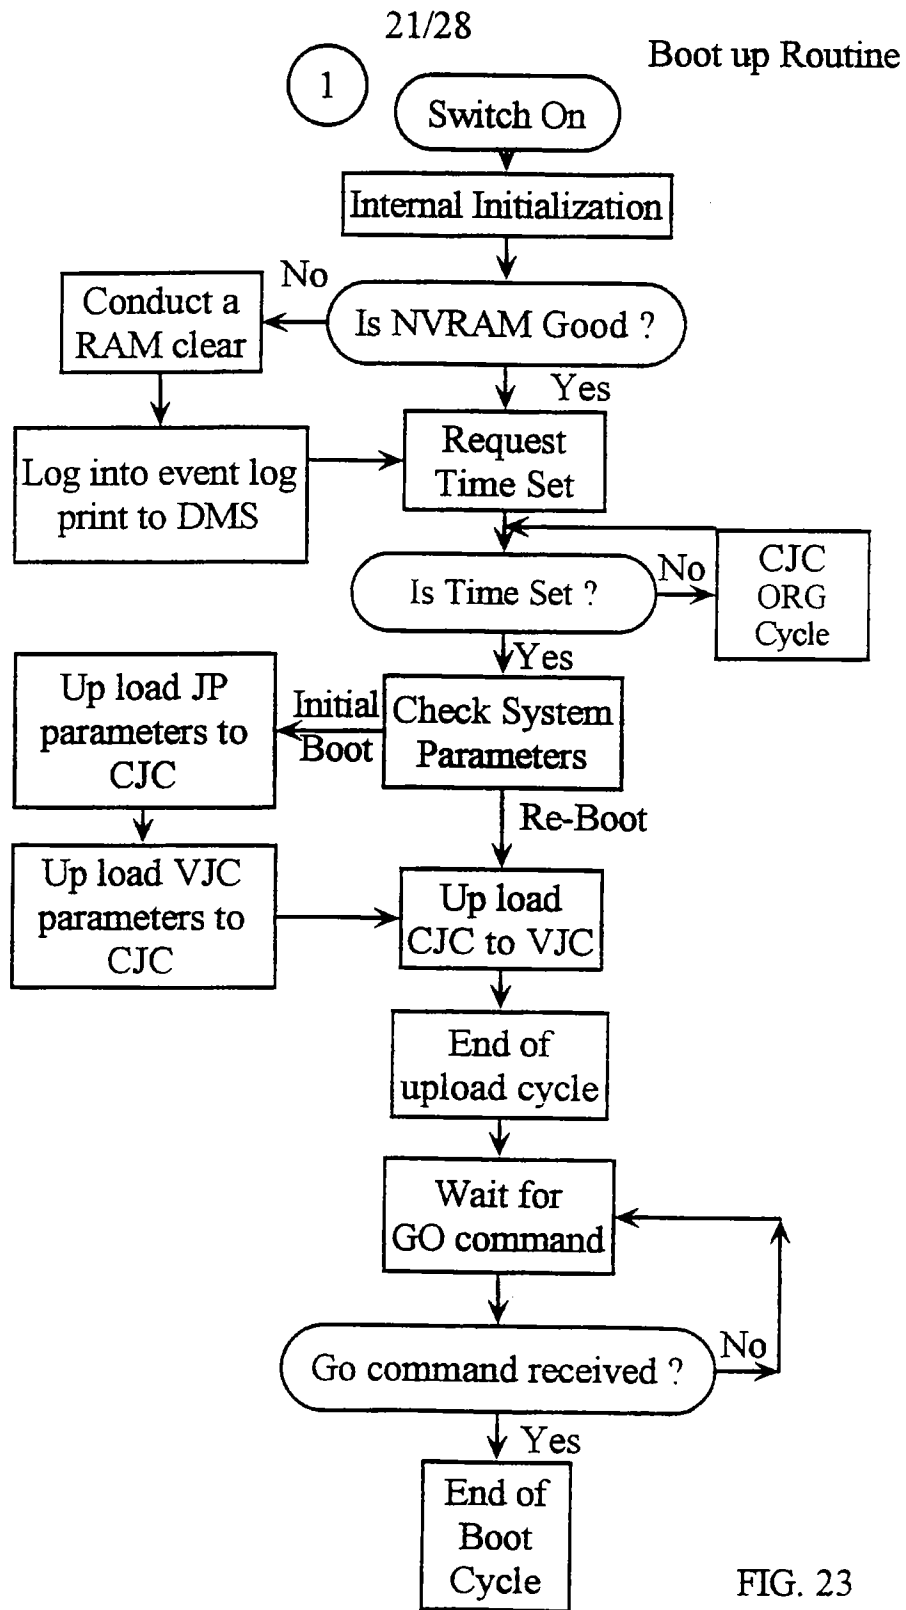 21/28
Boot up Routine
1
Switch On
Internal Initialization
No
Conduct a
RAM clear
Is NVRAM Good ?
Yes
Log into event log
print to DMS
Request
Time Set
Is Time Set ?
No
CJC
ORG
Cycle
Yes
Up load JP
parameters to
CJC
Initial
Boot
Check System
Parameters
Re-Boot
Up load VJC
parameters to
CJC
Up load
CJC to VJC
End of
upload cycle
Wait for
GO command
Go command received ?
No
Yes
End of
Boot
Cycle
FIG. 23